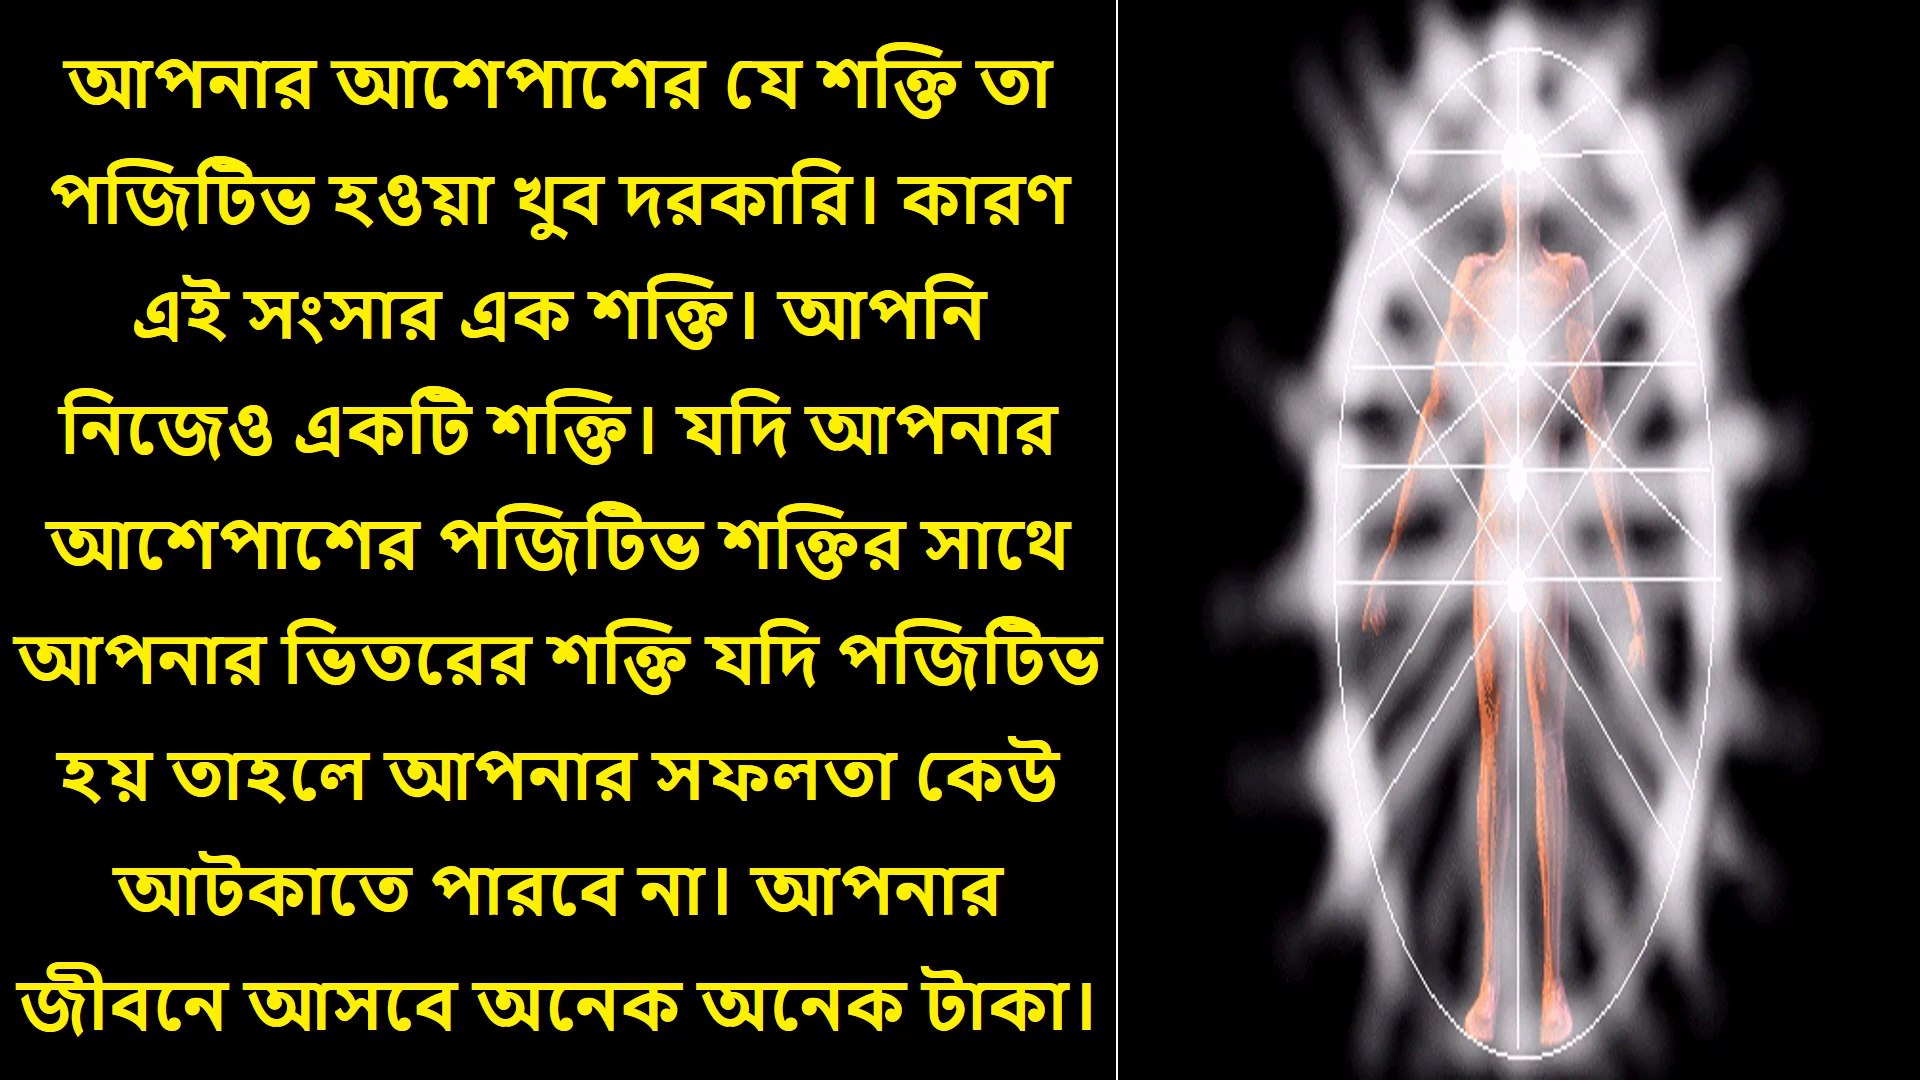 আপনার আশেপাশের যে শক্তি তা
পজিটিভ হওয়া খুব দরকারি। কারণ
এই সংসার এক শক্তি। আপনি
নিজেও একটি শক্তি। যদি আপনার
আশেপাশের পজিটিভ শক্তির সাথে
আপনার ভিতরের শক্তি যদি পজিটিভ
হয় তাহলে আপনার সফলতা কেউ
আটকাতে পারবে না। আপনার
জীবনে আসবে অনেক অনেক টাকা।